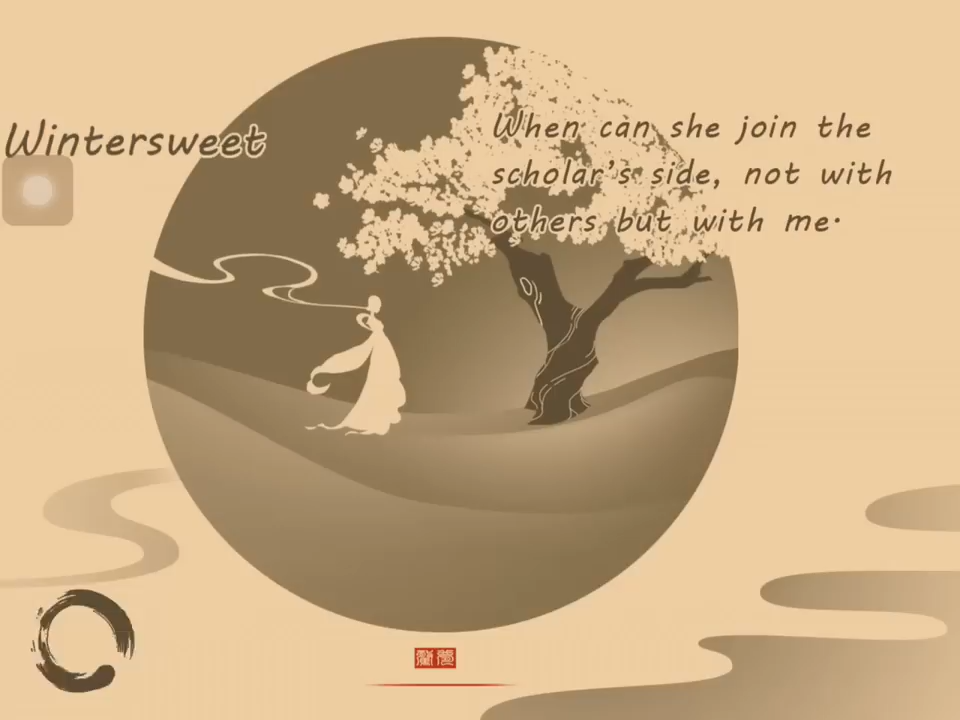 Wintersweet
When can she join the
scholar's side, not with
others but with me·